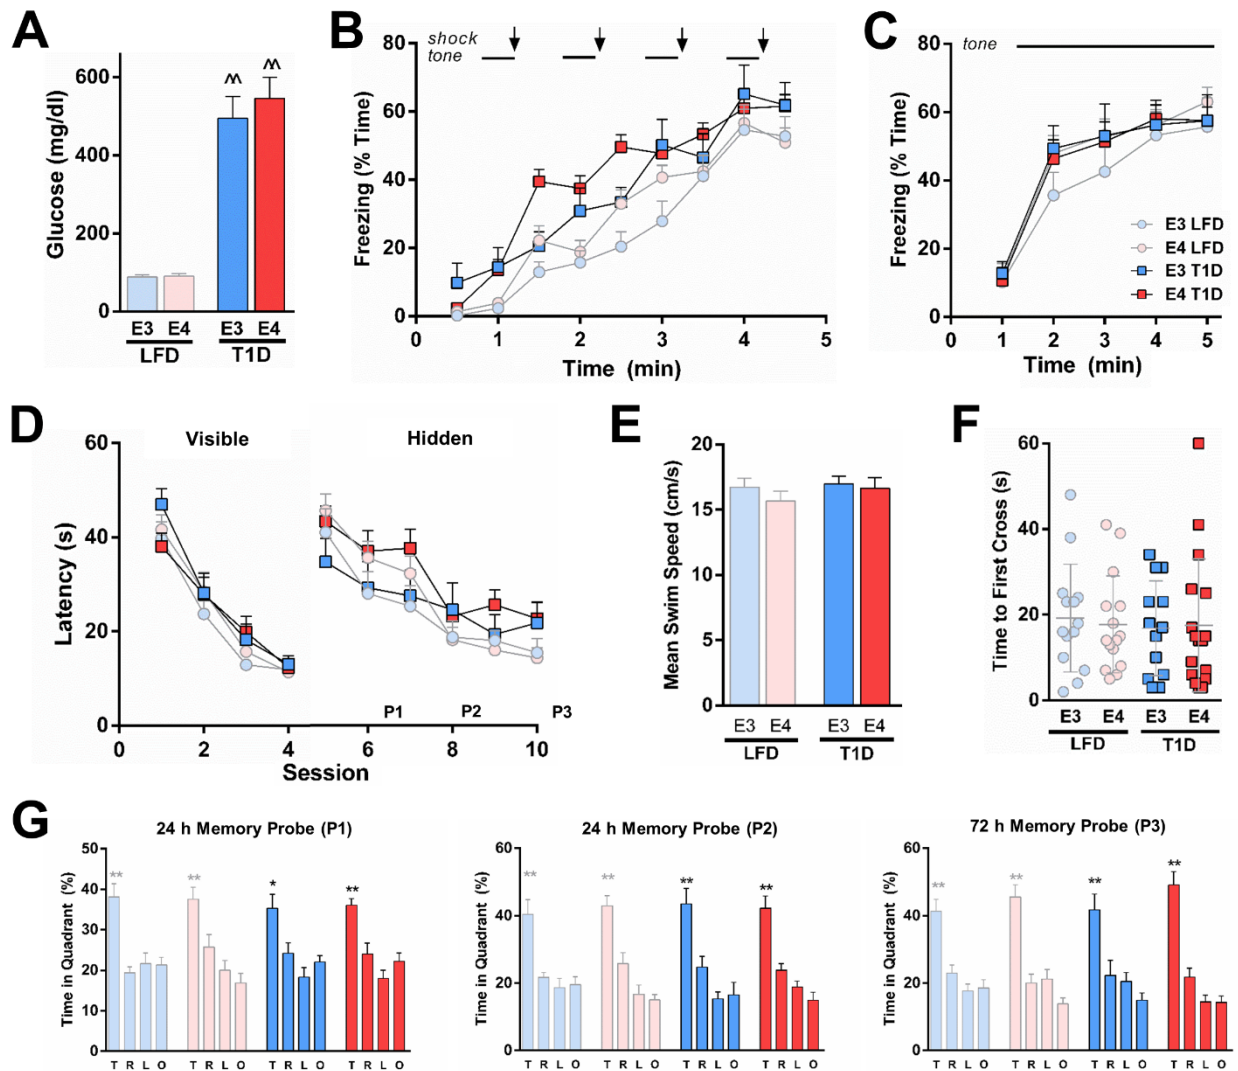 A
Glucose (mg/dl)
600
400
200
0
^^
^^
E3 E4 E3 E4
LFD T1D
B
Freezing (% Time)
80
60
40
20
0
shock
tone
0 1 2 3 4 5
Time (min)
C
Freezing (% Time)
80
60
40
20
0
tone
E3 LFD
E4 LFD
E3 T1D
E4 T1D
0 1 2 3 4 5
Time (min)
D
Visible Hidden
Latency (s)
60
40
20
0
P1 P2 P3
0 2 4 6 8 10
Session
E
Mean Swim Speed (cm/s)
20
15
10
5
0
E3 E4 E3 E4
LFD T1D
F
Time to First Cross (s)
60
40
20
0
E3 E4 E3 E4
LFD T1D
G
24 h Memory Probe (P1)
Time in Quadrant (%)
50
40
30
20
10
0
** ** * **
T R L O T R L O T R L O T R L O
24 h Memory Probe (P2)
Time in Quadrant (%)
60
40
20
0
** ** ** **
T R L O T R L O T R L O T R L O
72 h Memory Probe (P3)
Time in Quadrant (%)
60
40
20
0
** ** ** **
T R L O T R L O T R L O T R L O